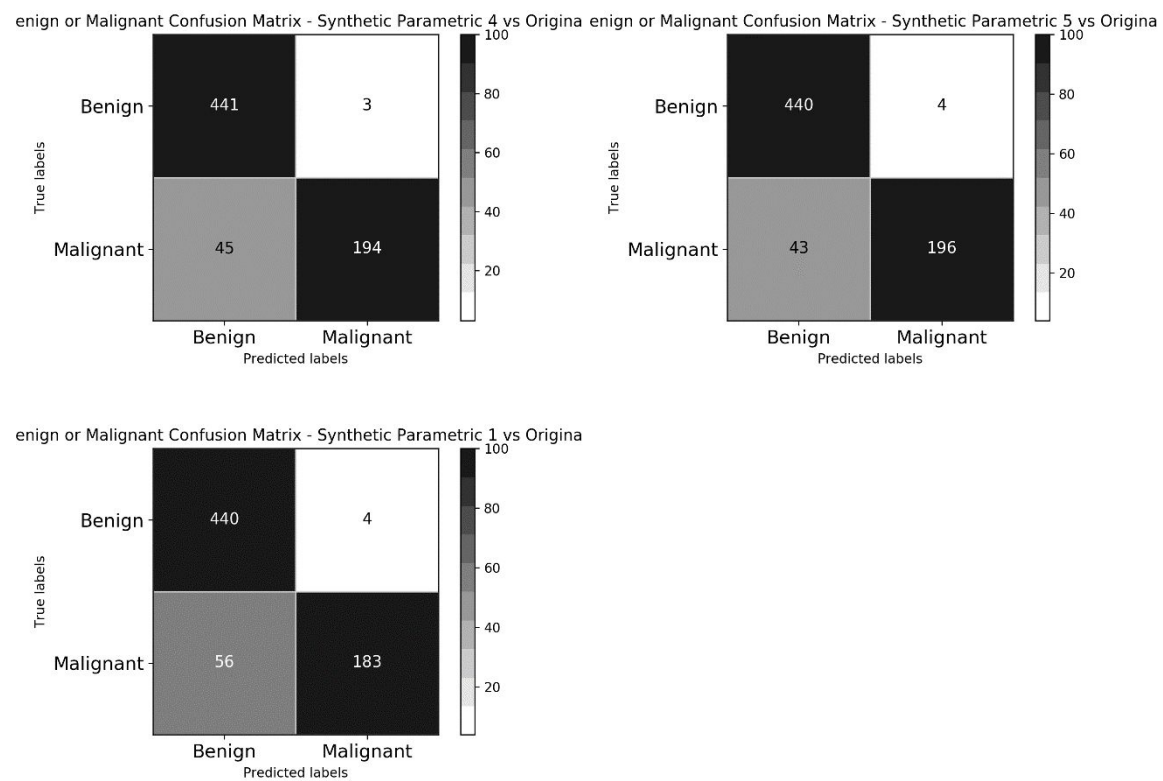 enign or Malignant Confusion Matrix - Synthetic Parametric 4 vs Origina
100
Benign
441
3
80
60
True labels
40
Malignant
45
194
20
Benign
Malignant
Predicted labels
enign or Malignant Confusion Matrix - Synthetic Parametric 5 vs Origina
100
Benign
440
4
80
60
True labels
40
Malignant
43
196
20
Benign
Malignant
Predicted labels
enign or Malignant Confusion Matrix - Synthetic Parametric 1 vs Origina
100
Benign
440
4
80
60
True labels
40
Malignant
56
183
20
Benign
Malignant
Predicted labels